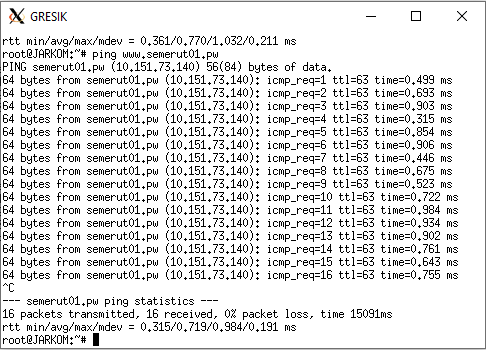 GRESIK
rtt min/avg/max/mdev = 0.361/0.770/1.032/0.211 ms
root@JARKOM:~# ping www.semerut01.pw
PING semerut01.pw (10.151.73.140) 56(84) bytes of data.
64 bytes from semerut01.pw (10.151.73.140): icmp_req=1 ttl=63 time=0.499 ms
64 bytes from semerut01.pw (10.151.73.140): icmp_req=2 ttl=63 time=0.693 ms
64 bytes from semerut01.pw (10.151.73.140): icmp_req=3 ttl=63 time=0.903 ms
64 bytes from semerut01.pw (10.151.73.140): icmp_req=4 ttl=63 time=0.315 ms
64 bytes from semerut01.pw (10.151.73.140): icmp_req=5 ttl=63 time=0.854 ms
64 bytes from semerut01.pw (10.151.73.140): icmp_req=6 ttl=63 time=0.906 ms
64 bytes from semerut01.pw (10.151.73.140): icmp_req=7 ttl=63 time=0.446 ms
64 bytes from semerut01.pw (10.151.73.140): icmp_req=8 ttl=63 time=0.675 ms
64 bytes from semerut01.pw (10.151.73.140): icmp_req=9 ttl=63 time=0.523 ms
64 bytes from semerut01.pw (10.151.73.140): icmp_req=10 ttl=63 time=0.722 ms
64 bytes from semerut01.pw (10.151.73.140): icmp_req=11 ttl=63 time=0.984 ms
64 bytes from semerut01.pw (10.151.73.140): icmp_req=12 ttl=63 time=0.934 ms
64 bytes from semerut01.pw (10.151.73.140): icmp_req=13 ttl=63 time=0.902 ms
64 bytes from semerut01.pw (10.151.73.140): icmp_req=14 ttl=63 time=0.761 ms
64 bytes from semerut01.pw (10.151.73.140): icmp_req=15 ttl=63 time=0.643 ms
64 bytes from semerut01.pw (10.151.73.140): icmp_req=16 ttl=63 time=0.755 ms
^C
--- semerut01.pw ping statistics ---
16 packets transmitted, 16 received, 0% packet loss, time 15091ms
rtt min/avg/max/mdev = 0.315/0.719/0.984/0.191 ms
root@JARKOM:~#